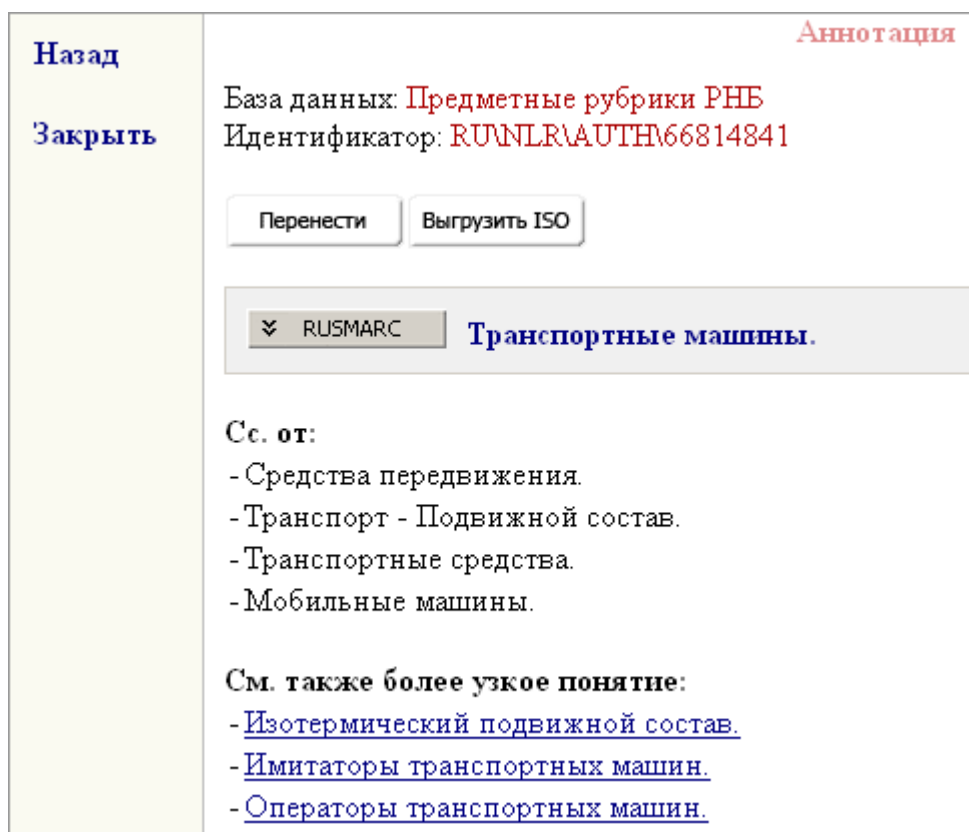 Назад
Закрыть
Аннотация
База данных: Предметные рубрики РНБ
Идентификатор: RU\NLR\AUTH\66814841
Перенести
Выгрузить ISO
RUSMARC
Транспортные машины.
Сс. от:
- Средства передвижения.
- Транспорт - Подвижной состав.
- Транспортные средства.
- Мобильные машины.
См. также более узкое понятие:
- Изотермический подвижной состав.
- Имитаторы транспортных машин.
- Операторы транспортных машин.